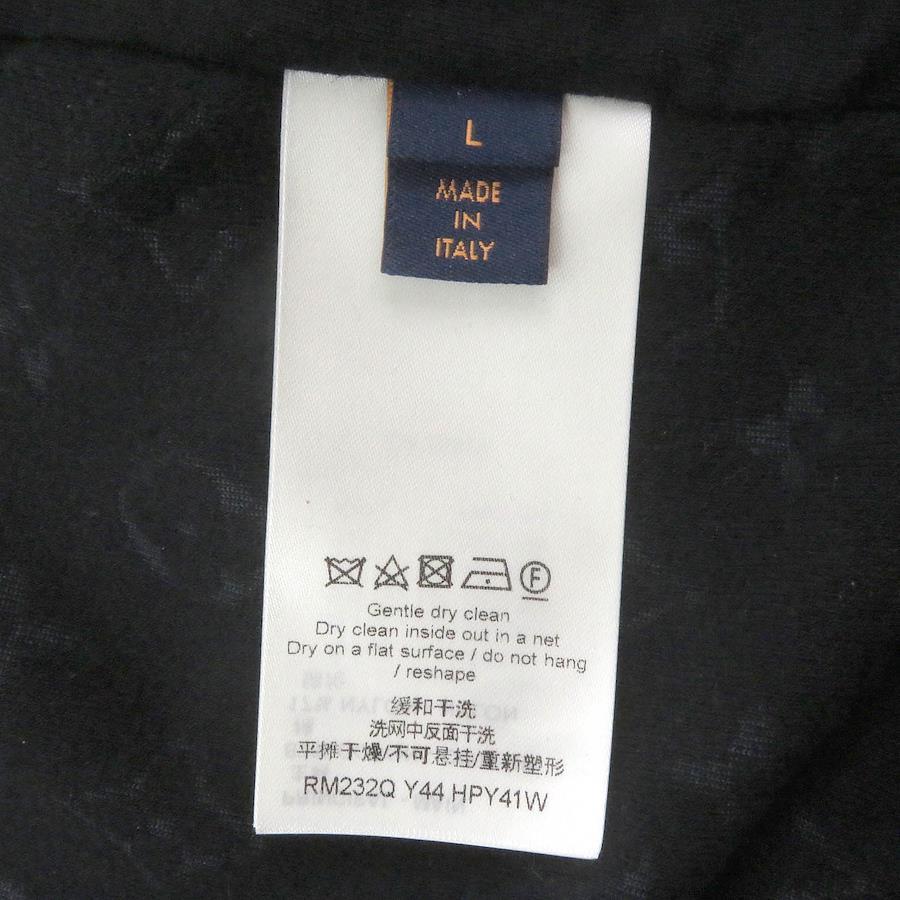 L
MADE
IN
ITALY
F
Gentle dry clean
Dry clean inside out in a net
Dry on a flat surface / do not hang
/ reshape
缓和干洗
洗网中反面干洗
平摊干燥/不可悬挂/重新塑形
RM232Q Y44 HPY41W